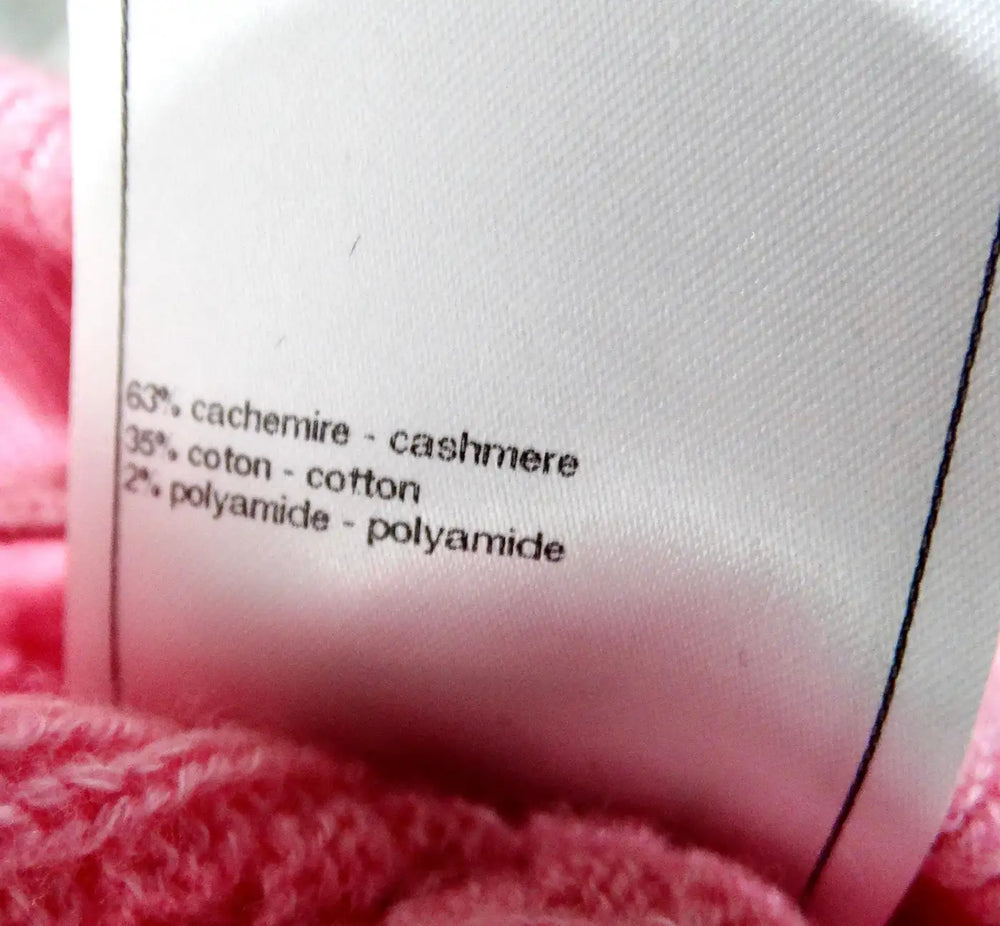 63% cachemire - cashmere
35% coton - cotton
2% polyamide - polyamide